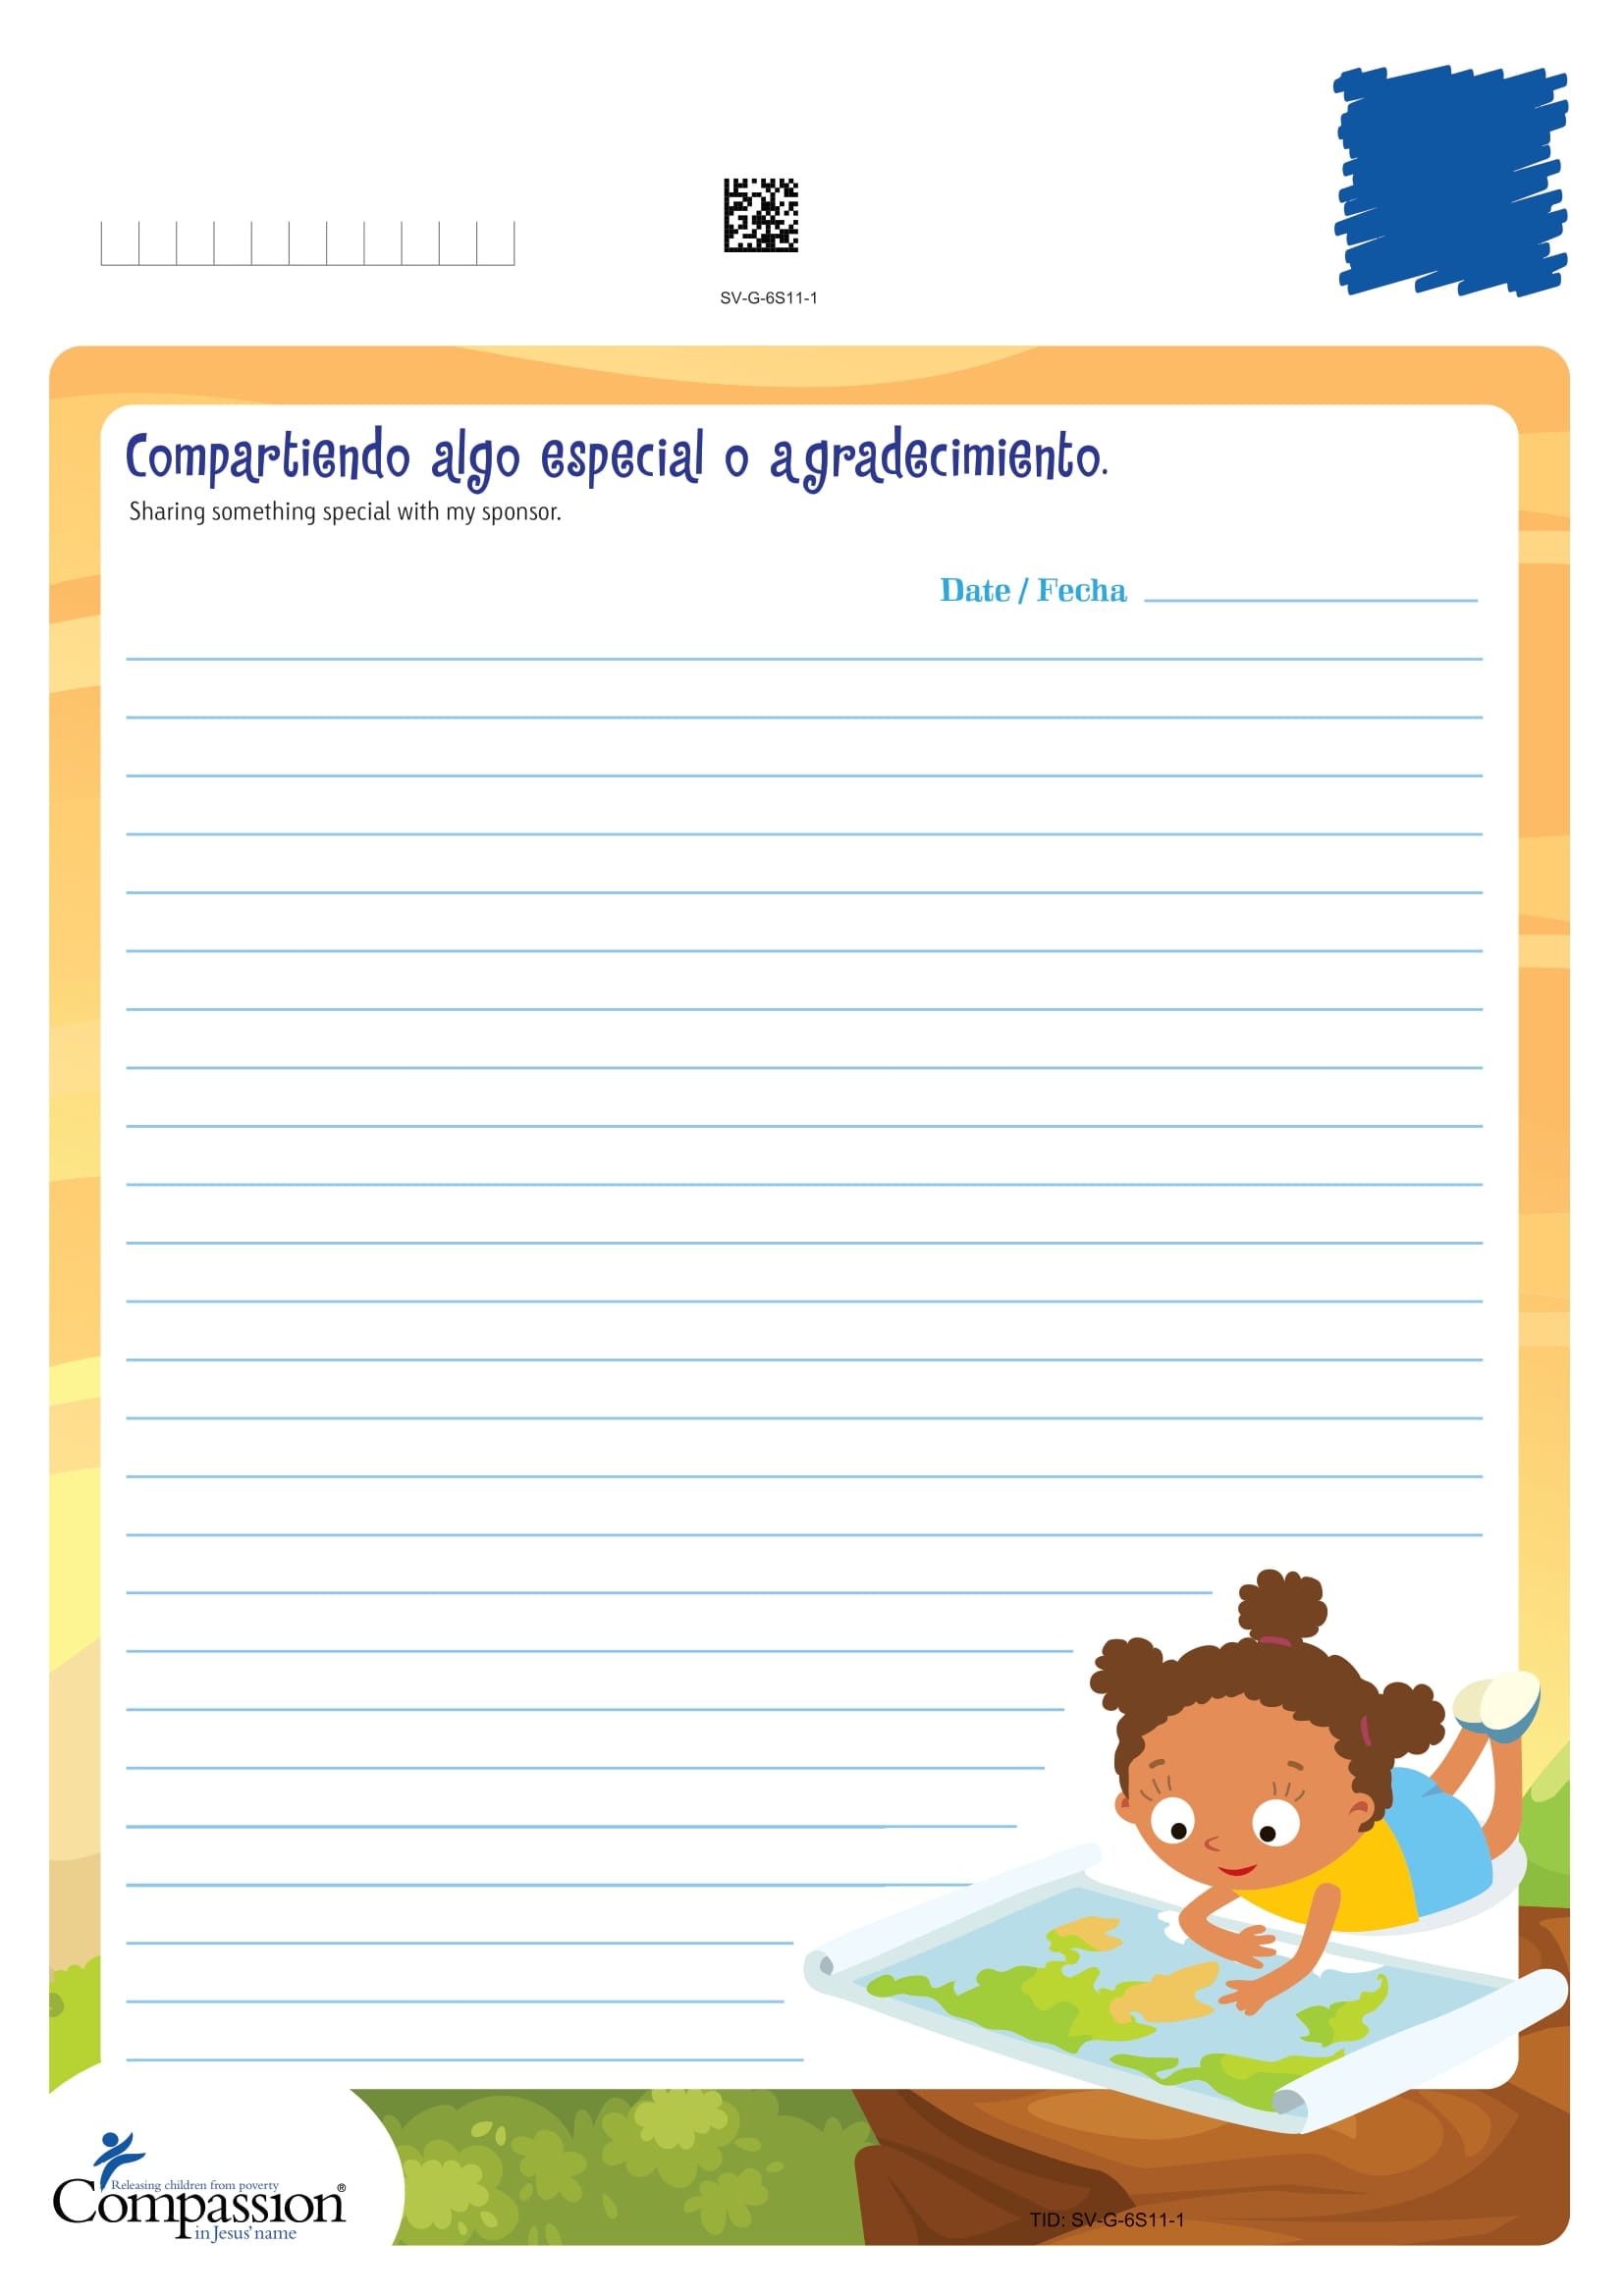 SV-G-6S11-1
Compartiendo algo especial o agradecimiento.
Sharing something special with my sponsor.
Date / Fecha
Releasing children from poverty
Compassion®
in Jesus' name
TID: SV-G-6S11-1